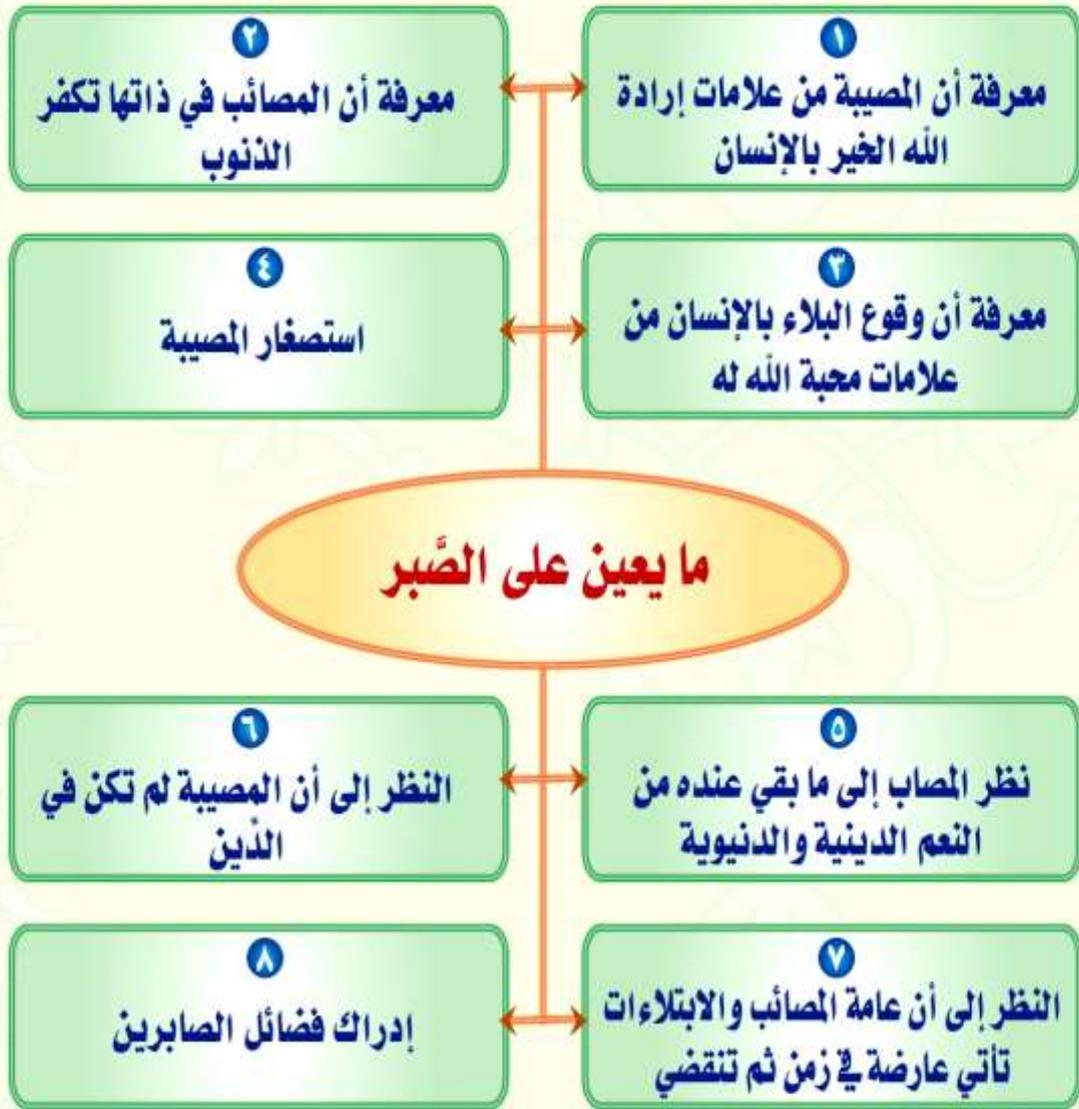 ١
معرفة أن المصيبة من علامات إرادة
الله الخير بالإنسان
٢
معرفة أن المصائب في ذاتها تكفر
الذنوب
٣
معرفة أن وقوع البلاء بالإنسان من
علامات محبة الله له
٤
استصغار المصيبة
ما يعين على الصَّبر
٥
نظر المصاب إلى ما بقي عنده من
النعم الدينية والدنيوية
٦
النظر إلى أن المصيبة لم تكن في
الدِّين
٧
النظر إلى أن عامة المصائب والابتلاءات
تأتي عارضة في زمن ثم تنقضي
٨
إدراك فضائل الصابرين